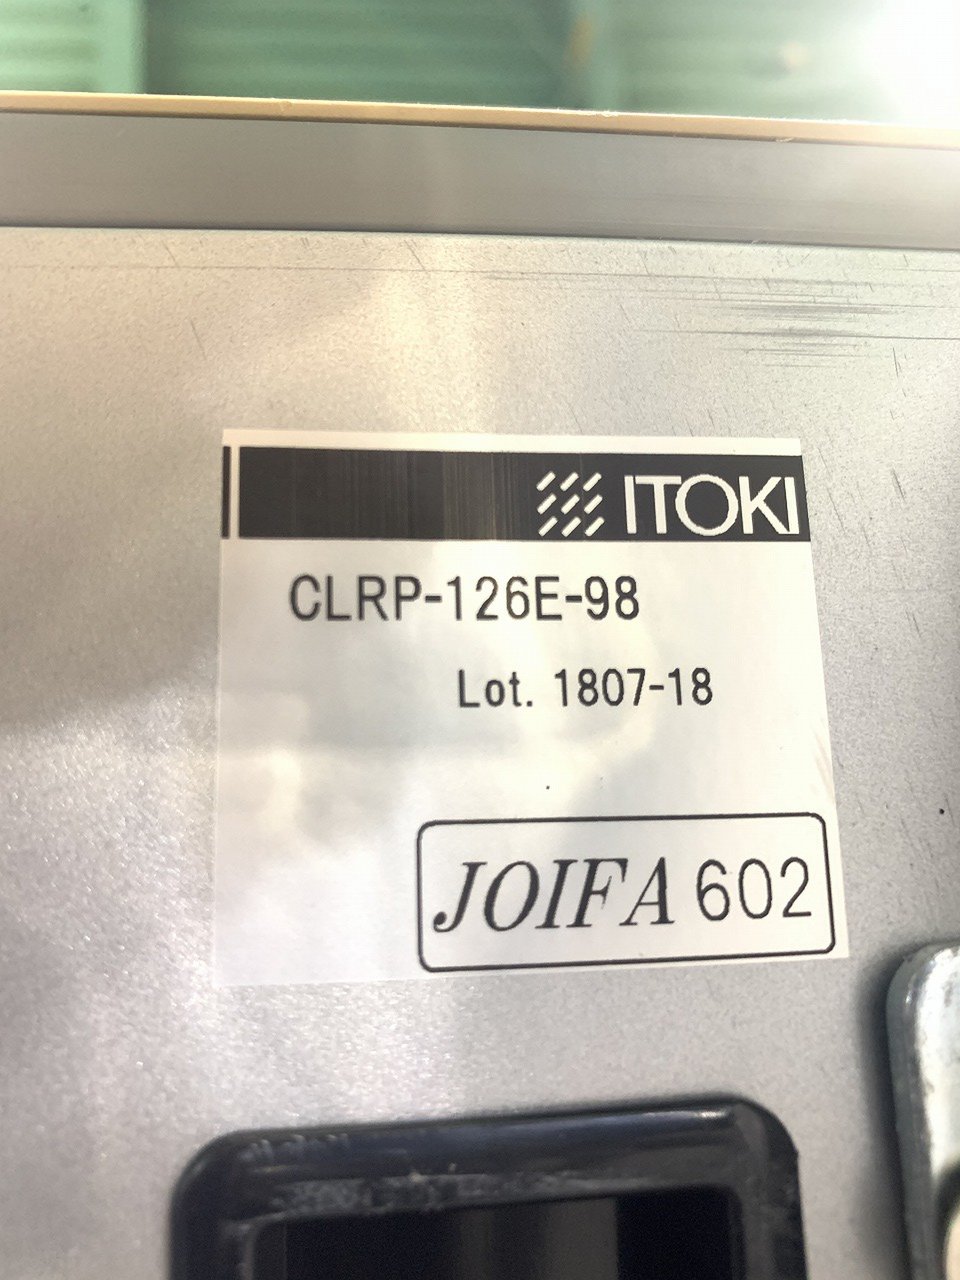 ITOKI
CLRP-126E-98
Lot. 1807-18
JOIFA 602